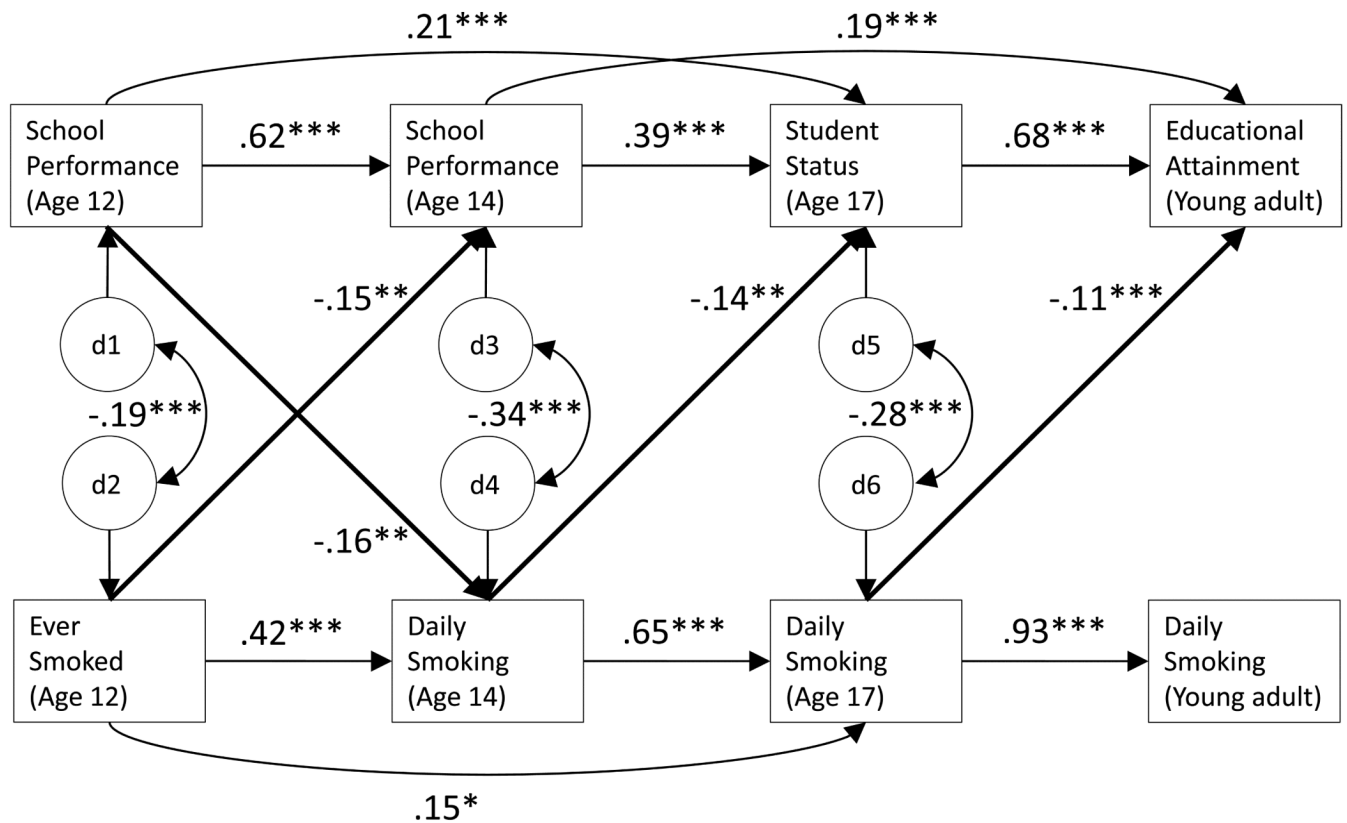 .21***
.19***
School
Performance
(Age 12)
.62***
School
Performance
(Age 14)
.39***
Student
Status
(Age 17)
.68***
Educational
Attainment
(Young adult)
-.15**
-.14**
-.11***
d1
d3
d5
-.19***
-.34***
-.28***
d2
d4
d6
-.16**
Ever
Smoked
(Age 12)
.42***
Daily
Smoking
(Age 14)
.65***
Daily
Smoking
(Age 17)
.93***
Daily
Smoking
(Young adult)
.15*